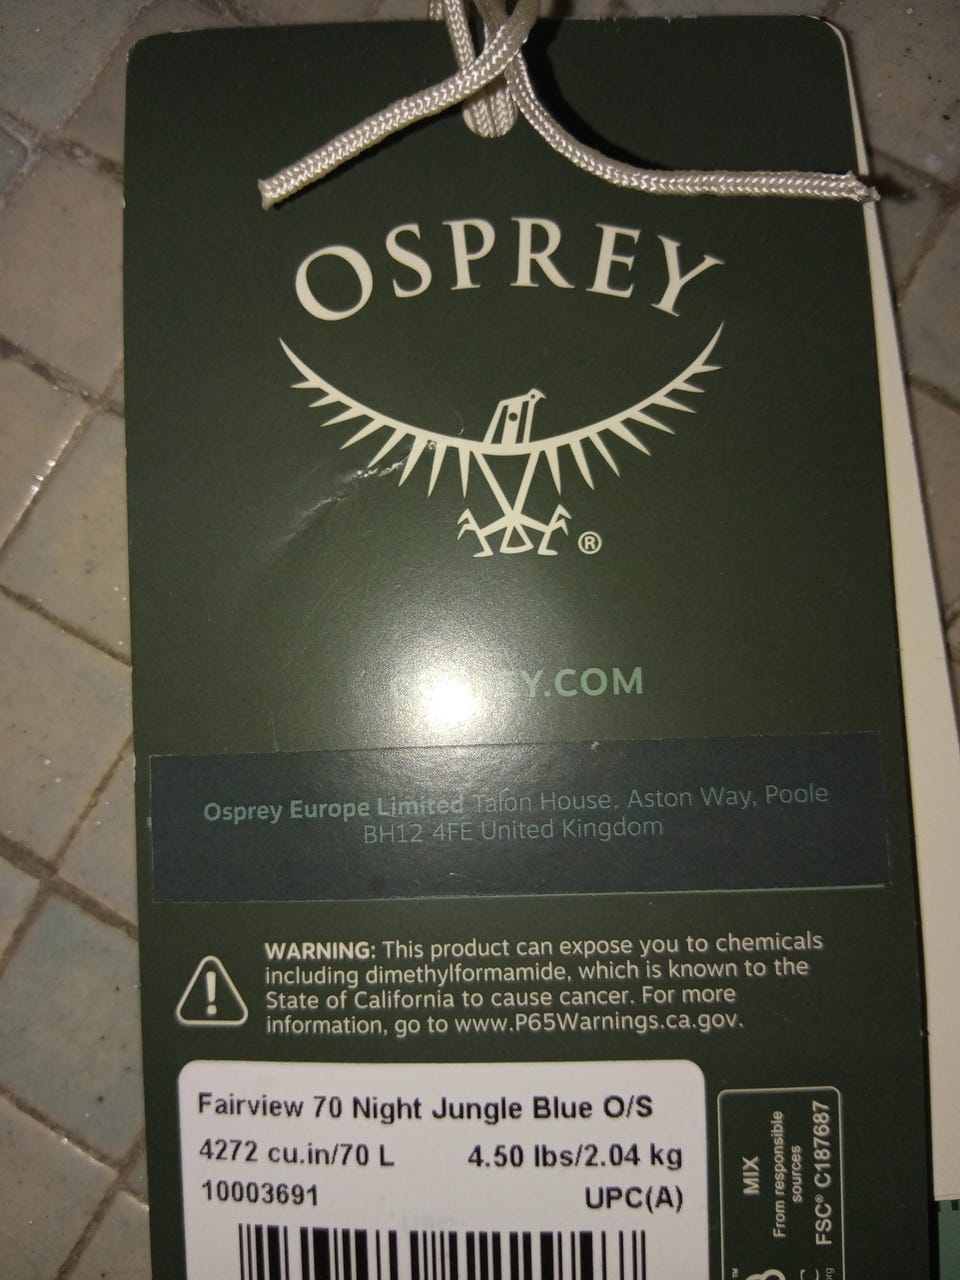 OSPREY
®
EY.COM
Osprey Europe Limited Talon House, Aston Way, Poole
BH12 4FE United Kingdom
WARNING: This product can expose you to chemicals
including dimethylformamide, which is known to the
State of California to cause cancer. For more
information, go to www.P65Warnings.ca.gov.
Fairview 70 Night Jungle Blue O/S
4272 cu.in/70 L 4.50 lbs/2.04 kg
10003691 UPC(A)
MIX
From responsible
sources
FSC® C187687